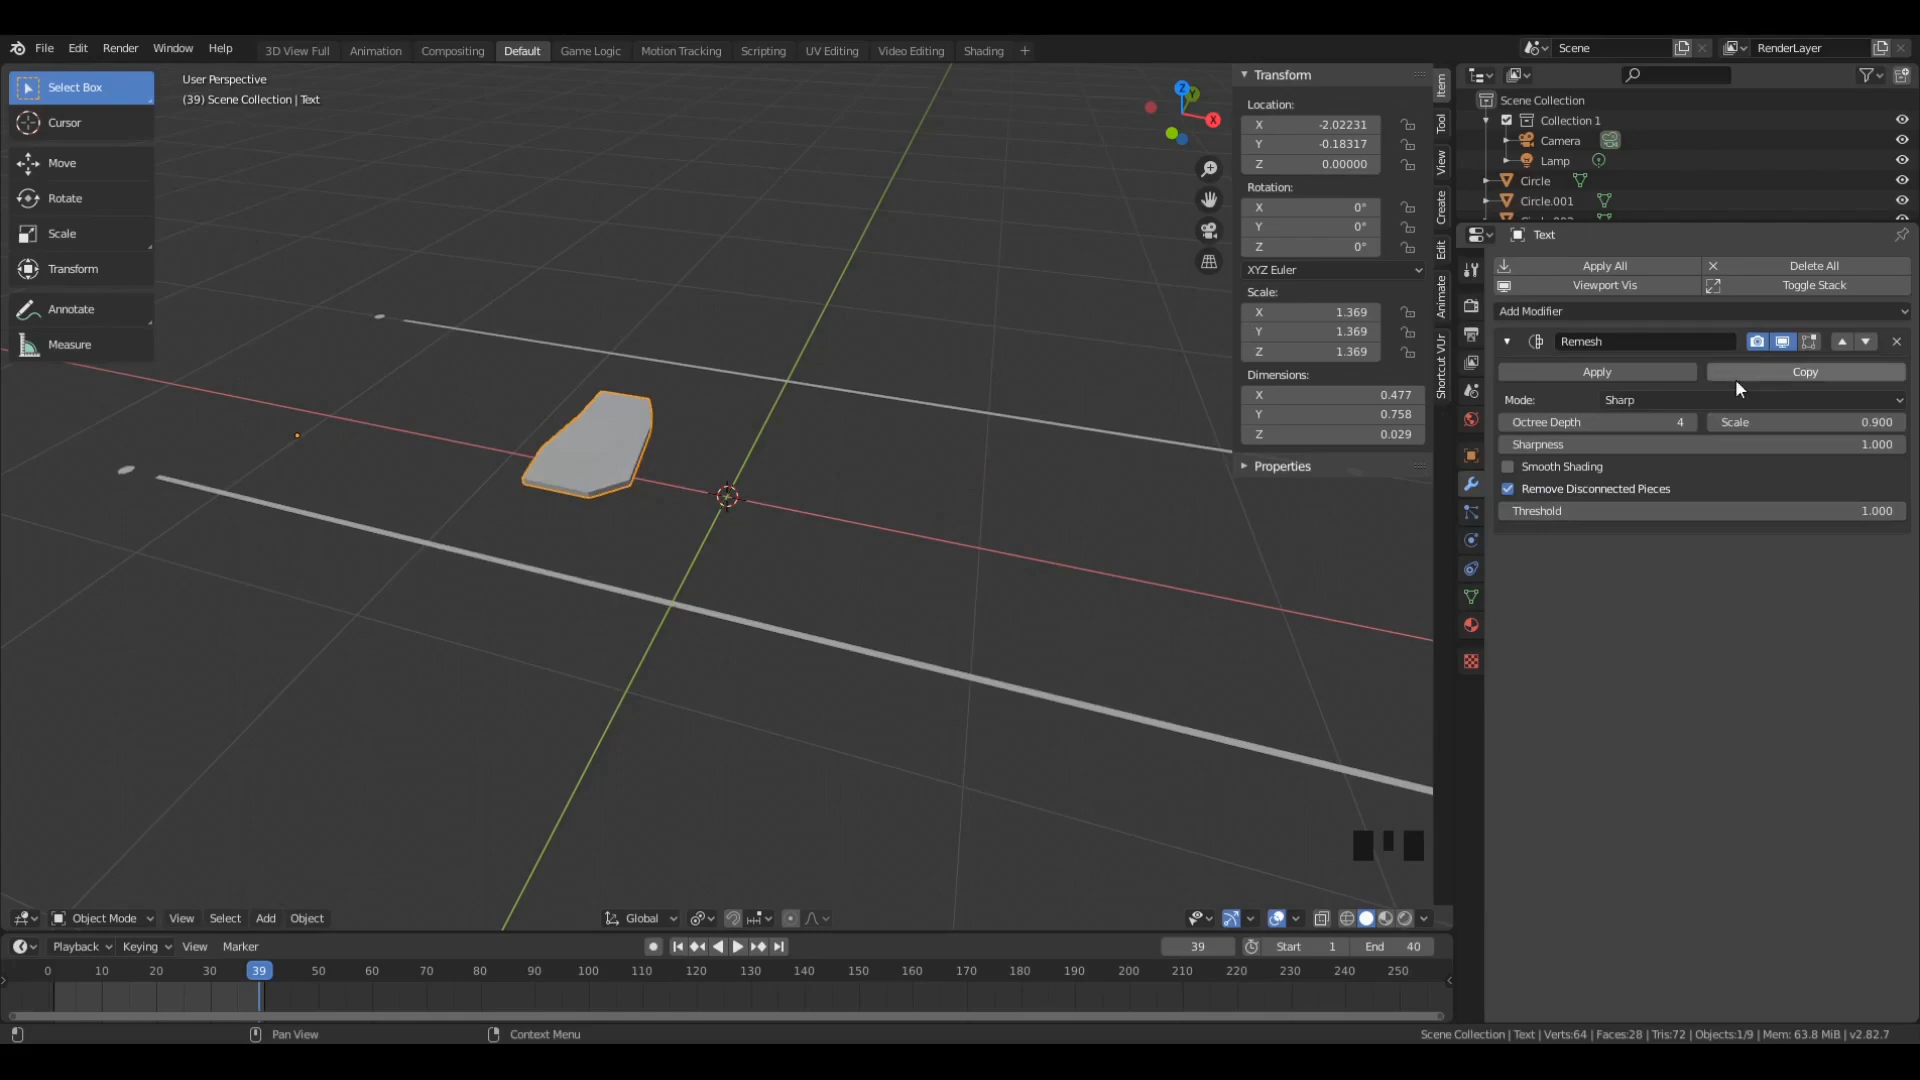 File Edit Render Window Help 3D View Full Animation Compositing Default Game Logic Motion Tracking Scripting UV Editing Video Editing Shading + Scene RenderLayer
Select Box
Cursor
Move
Rotate
Scale
Transform
Annotate
Measure
User Perspective
(39) Scene Collection | Text
Z
Y
X
Transform
Location:
X -2.02231
Y -0.18317
Z 0.00000
Rotation:
X 0°
Y 0°
Z 0°
XYZ Euler
Scale:
X 1.369
Y 1.369
Z 1.369
Dimensions:
X 0.477
Y 0.758
Z 0.029
Properties
Item
Tool
View
Create
Edit
Animate
Shortcut VUr
Scene Collection
Collection 1
Camera
Lamp
Circle
Circle.001
Text
Apply All Delete All
Viewport Vis Toggle Stack
Add Modifier
Remesh
Apply Copy
Mode: Sharp
Octree Depth 4 Scale 0.900
Sharpness 1.000
Smooth Shading
Remove Disconnected Pieces
Threshold 1.000
Object Mode View Select Add Object Global
Playback Keying View Marker 39 Start 1 End 40
0 10 20 30 39 50 60 70 80 90 100 110 120 130 140 150 160 170 180 190 200 210 220 230 240 250
Pan View Context Menu Scene Collection | Text | Verts:64 | Faces:28 | Tris:72 | Objects:1/9 | Mem: 63.8 MiB | v2.82.7